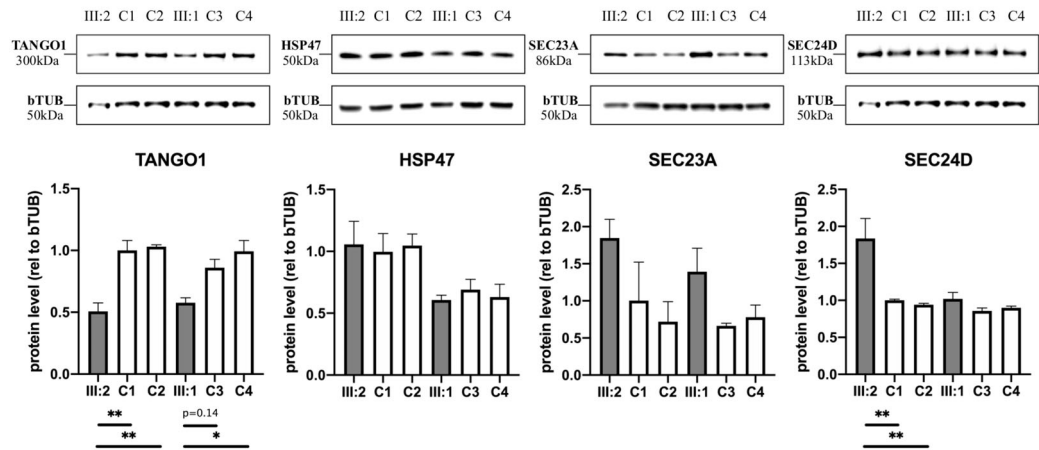 III:2 C1 C2 III:1 C3 C4
TANGO1
300kDa
bTUB
50kDa
III:2 C1 C2 III:1 C3 C4
HSP47
50kDa
bTUB
50kDa
III:2 C1 C2 III:1 C3 C4
SEC23A
86kDa
bTUB
50kDa
III:2 C1 C2 III:1 C3 C4
SEC24D
113kDa
bTUB
50kDa
TANGO1
protein level (rel to bTUB)
1.5
1.0
0.5
0.0
III:2 C1 C2 III:1 C3 C4
** p=0.14
** *
HSP47
protein level (rel to bTUB)
1.5
1.0
0.5
0.0
III:2 C1 C2 III:1 C3 C4
SEC23A
protein level (rel to bTUB)
2.5
2.0
1.5
1.0
0.5
0.0
III:2 C1 C2 III:1 C3 C4
SEC24D
protein level (rel to bTUB)
2.5
2.0
1.5
1.0
0.5
0.0
III:2 C1 C2 III:1 C3 C4
**
**